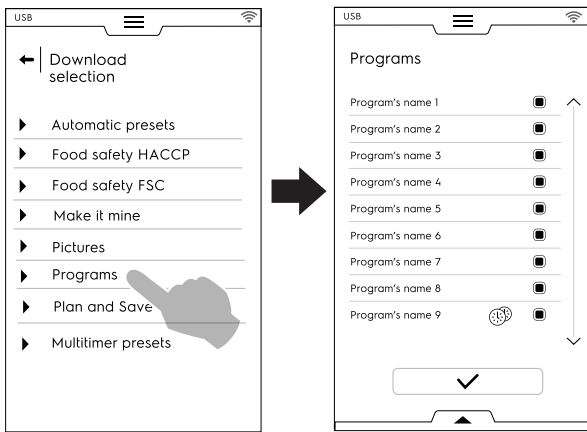 USB
Download
selection
Automatic presets
Food safety HACCP
Food safety FSC
Make it mine
Pictures
Programs
Plan and Save
Multitimer presets
USB
Programs
Program's name 1
Program's name 2
Program's name 3
Program's name 4
Program's name 5
Program's name 6
Program's name 7
Program's name 8
Program's name 9